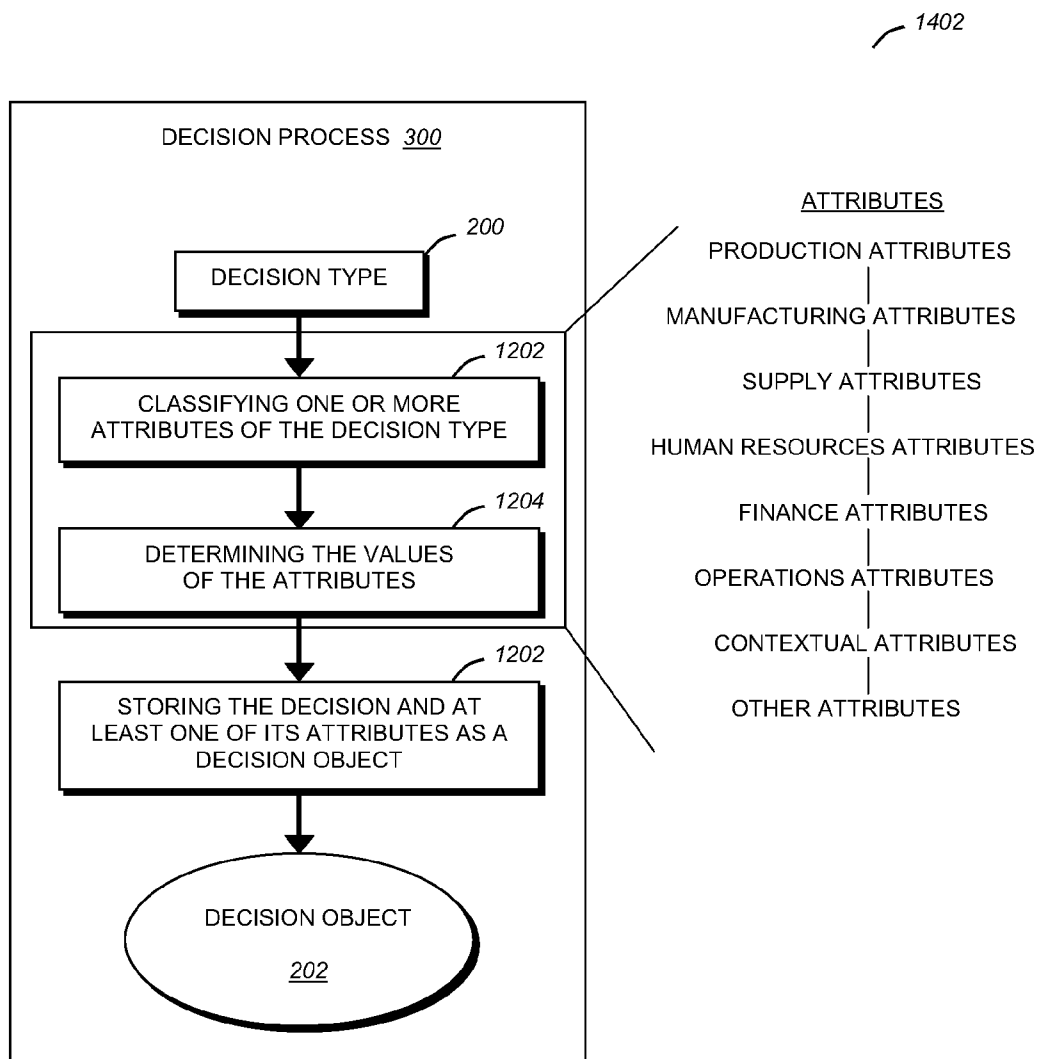 1402
DECISION PROCESS 300
200
DECISION TYPE
1202
CLASSIFYING ONE OR MORE
ATTRIBUTES OF THE DECISION TYPE
1204
DETERMINING THE VALUES
OF THE ATTRIBUTES
1202
STORING THE DECISION AND AT
LEAST ONE OF ITS ATTRIBUTES AS A
DECISION OBJECT
DECISION OBJECT
202
ATTRIBUTES
PRODUCTION ATTRIBUTES
MANUFACTURING ATTRIBUTES
SUPPLY ATTRIBUTES
HUMAN RESOURCES ATTRIBUTES
FINANCE ATTRIBUTES
OPERATIONS ATTRIBUTES
CONTEXTUAL ATTRIBUTES
OTHER ATTRIBUTES